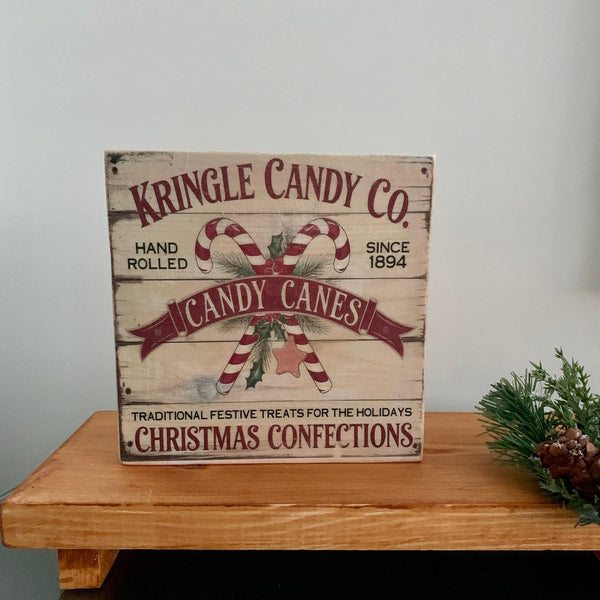 KRINGLE CANDY CO.
HAND ROLLED
SINCE 1894
CANDY CANES
TRADITIONAL FESTIVE TREATS FOR THE HOLIDAYS
CHRISTMAS CONFECTIONS